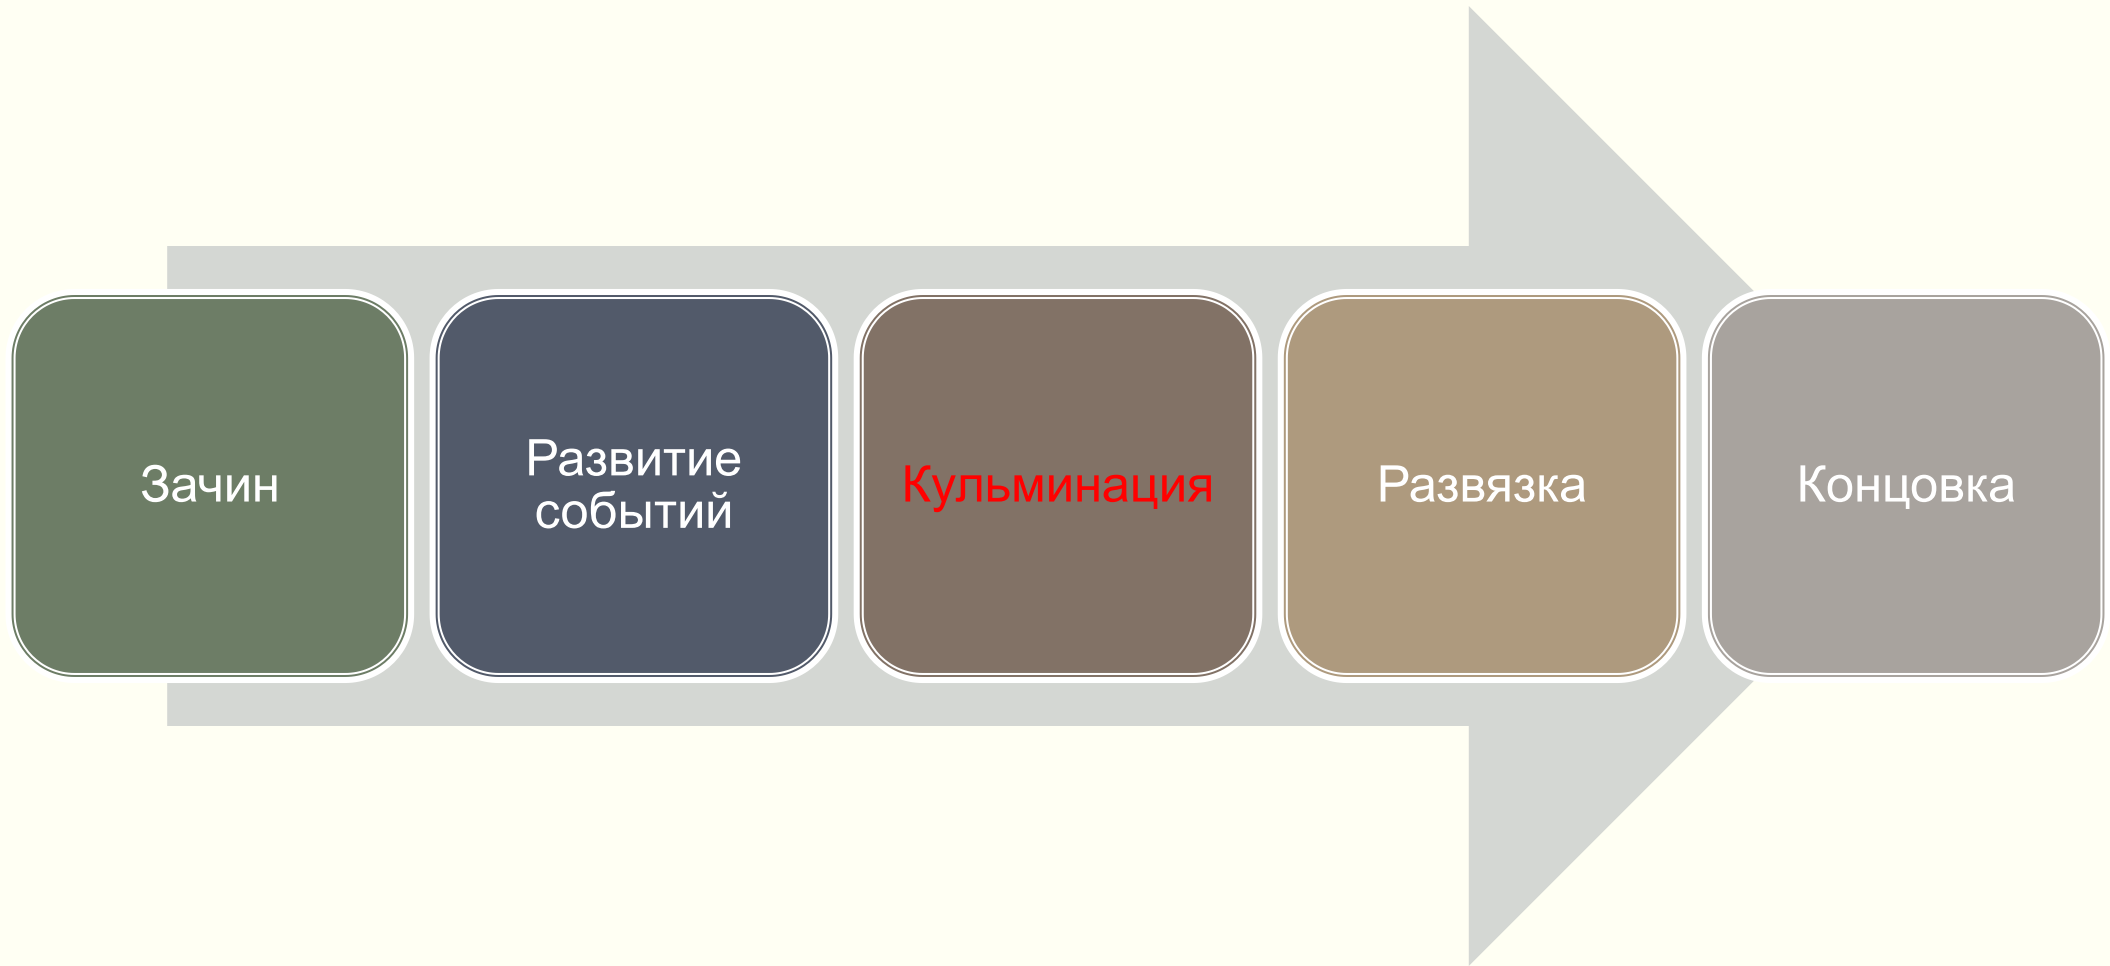 Зачин
Развитие
событий
Кульминация
Развязка
Концовка